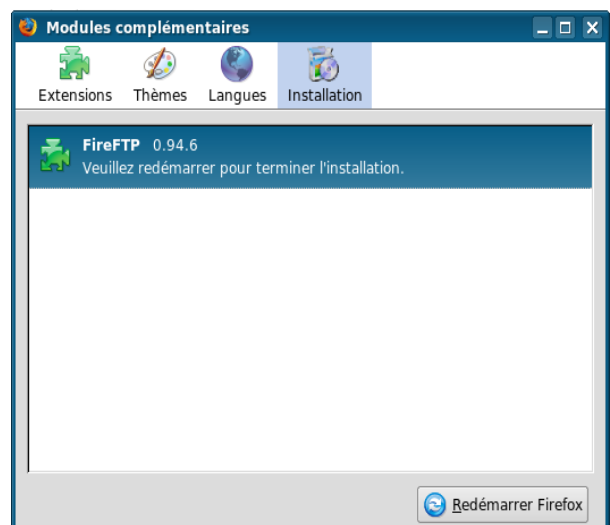 Modules complémentaires
Extensions Thèmes Langues Installation
FireFTP 0.94.6
Veuillez redémarrer pour terminer l'installation.
Redémarrer Firefox